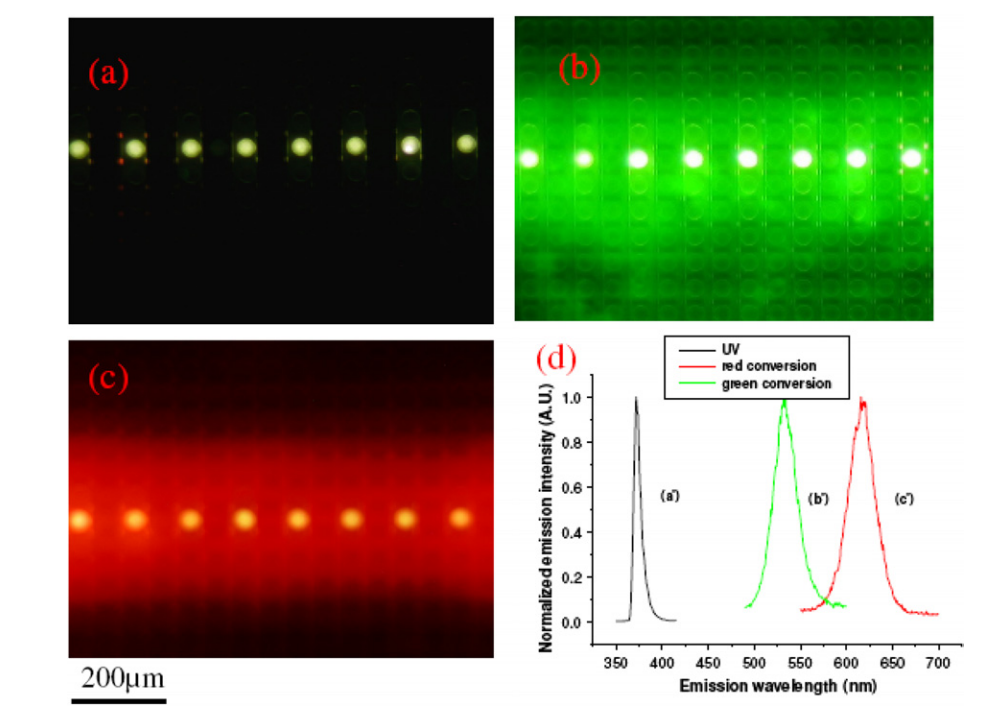 (a)
(b)
(c)
200μm
(d)
UV
red conversion
green conversion
Normalized emission intensity (A.U.)
1.0
0.8
0.6
0.4
0.2
0.0
(a')
(b')
(c')
350 400 450 500 550 600 650 700
Emission wavelength (nm)